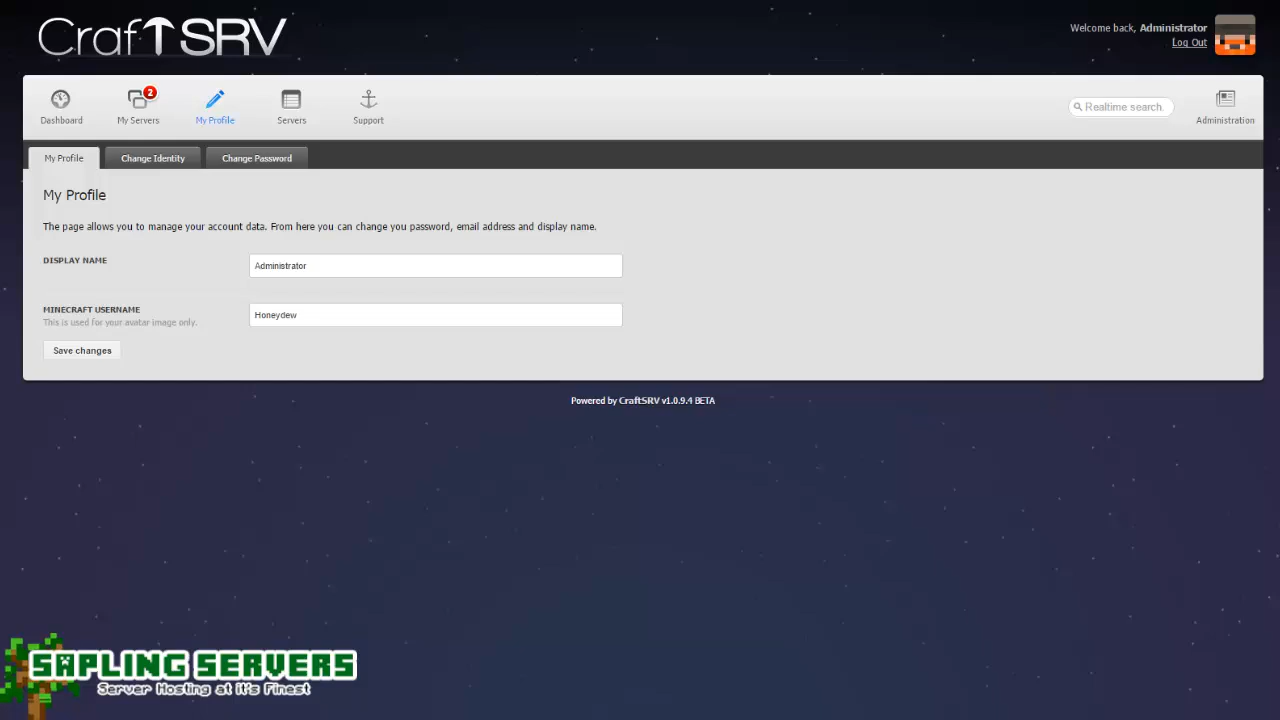 CrafTSRV
Welcome back, Administrator
Log Out
2
Dashboard
My Servers
My Profile
Servers
Support
Realtime search.
Administration
My Profile
Change Identity
Change Password
My Profile
The page allows you to manage your account data. From here you can change you password, email address and display name.
DISPLAY NAME
Administrator
MINECRAFT USERNAME
This is used for your avatar image only.
Honeydew
Save changes
Powered by CraftSRV v1.0.9.4 BETA
SAPLING SERVERS
Server Hosting at it's Finest